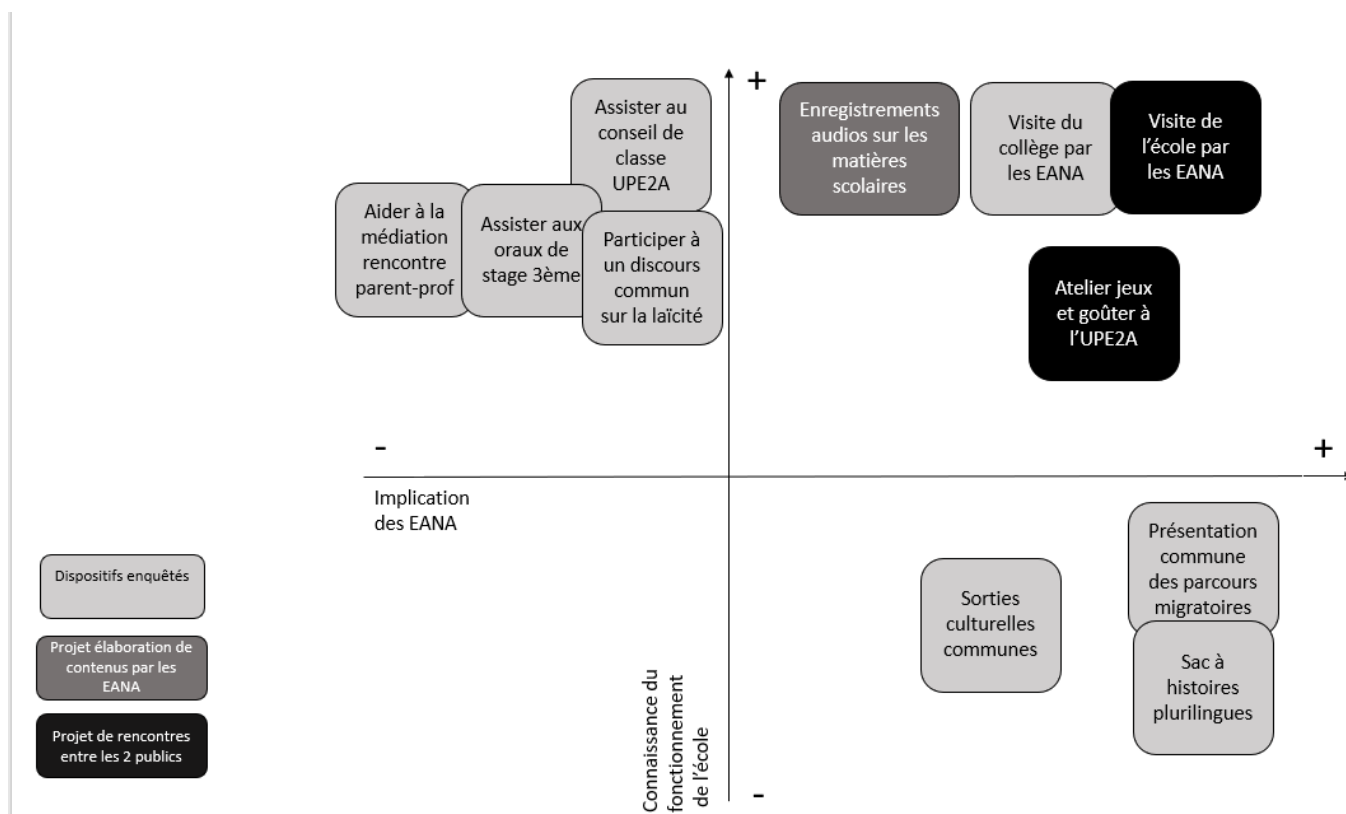 +
Assister au
conseil de
classe
UPE2A
Enregistrements
audios sur les
matières
scolaires
Visite du
collège par
les EANA
Visite de
l'école par
les EANA
Aider à la
médiation
rencontre
parent-prof
Assister aux
oraux de
stage 3ème
Participer à
un discours
commun
sur la laïcité
Atelier jeux
et goûter à
l'UPE2A
-
+
Implication
des EANA
Présentation
commune
des parcours
migratoires
Sorties
culturelles
communes
Sac à
histoires
plurilingues
Connaissance du
fonctionnement
de l'école
-
Dispositifs enquêtés
Projet élaboration de
contenus par les
EANA
Projet de rencontres
entre les 2 publics